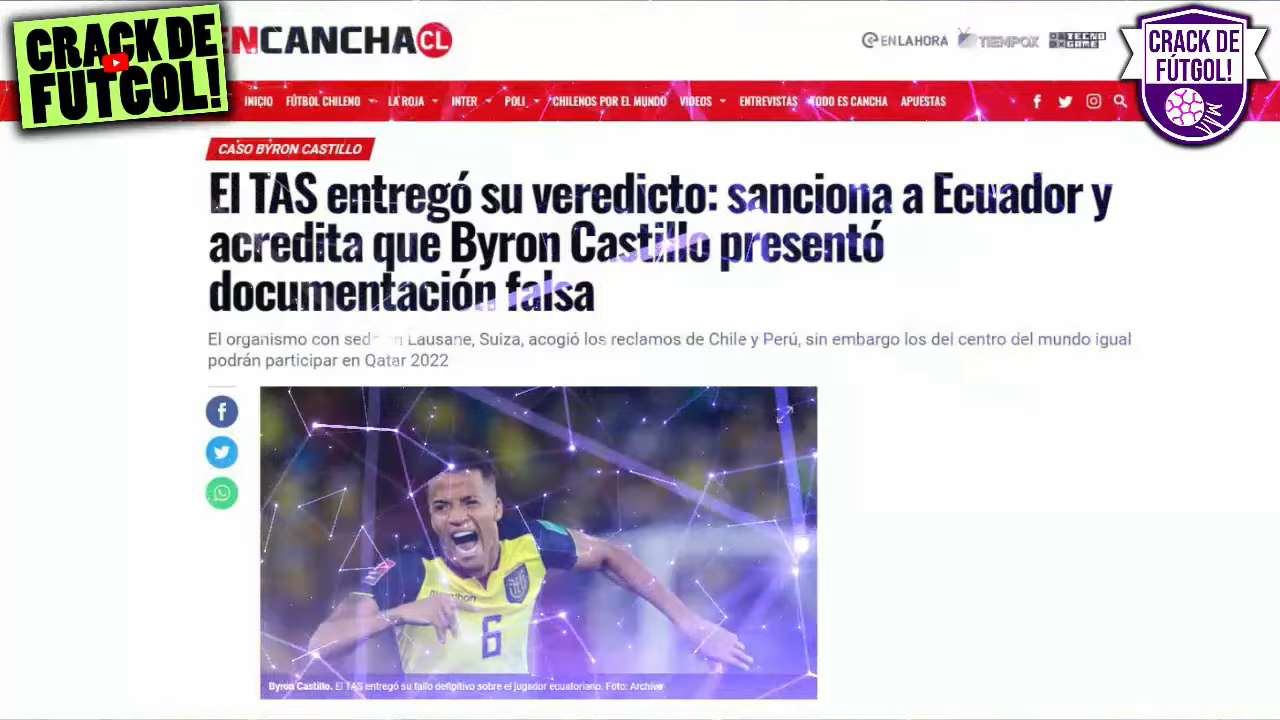 CRACK DE
FUTGOL!
ENCANCHA CL
ENLAHORA TIEMPOX TECNO GAME
CRACK DE
FÚTGOL!
INICIO FÚTBOL CHILENO LA ROJA INTER POLI CHILENOS POR EL MUNDO VIDEOS ENTREVISTAS TODO ES CANCHA APUESTAS
CASO BYRON CASTILLO
El TAS entregó su veredicto: sanciona a Ecuador y
acredita que Byron Castillo presentó
documentación falsa
El organismo con sede en Lausane, Suiza, acogió los reclamos de Chile y Perú, sin embargo los del centro del mundo igual
podrán participar en Qatar 2022
6
Byron Castillo. El TAS entregó su fallo definitivo sobre el jugador ecuatoriano. Foto: Archivo